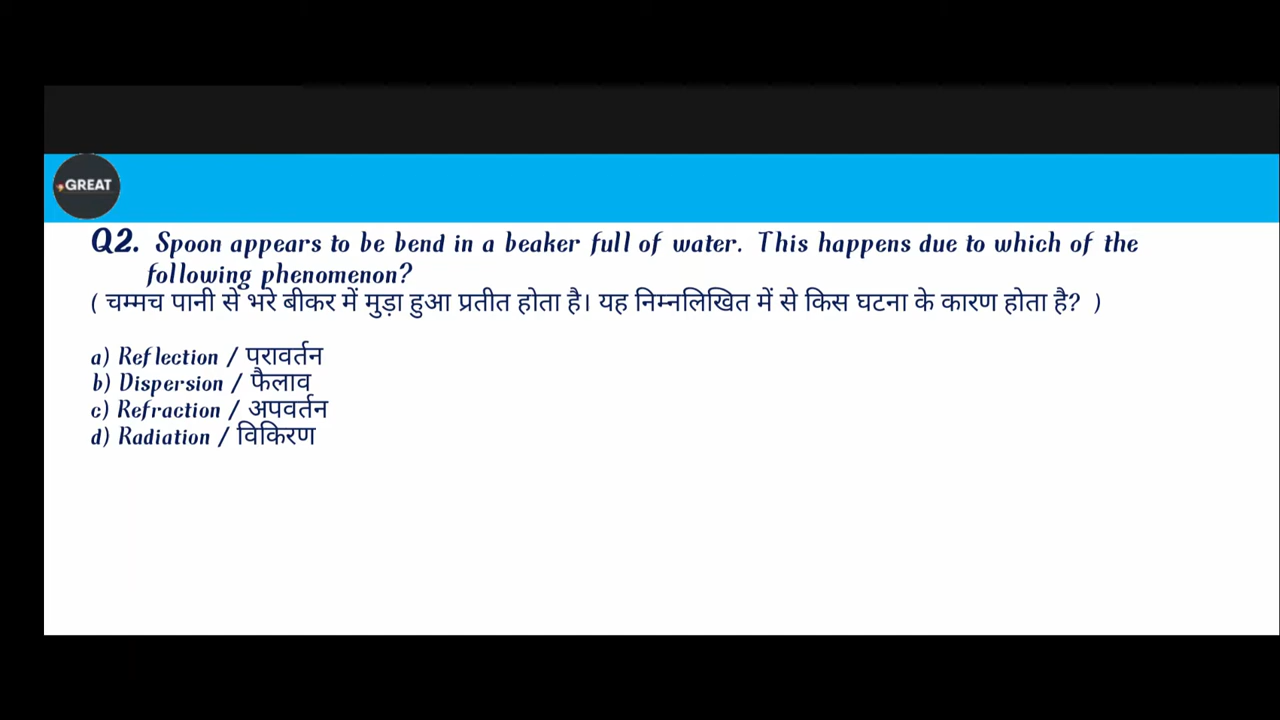 GREAT
Q2. Spoon appears to be bend in a beaker full of water. This happens due to which of the
following phenomenon?
( चम्मच पानी से भरे बीकर में मुड़ा हुआ प्रतीत होता है। यह निम्नलिखित में से किस घटना के कारण होता है? )
a) Reflection / परावर्तन
b) Dispersion / फैलाव
c) Refraction / अपवर्तन
d) Radiation / विकिरण